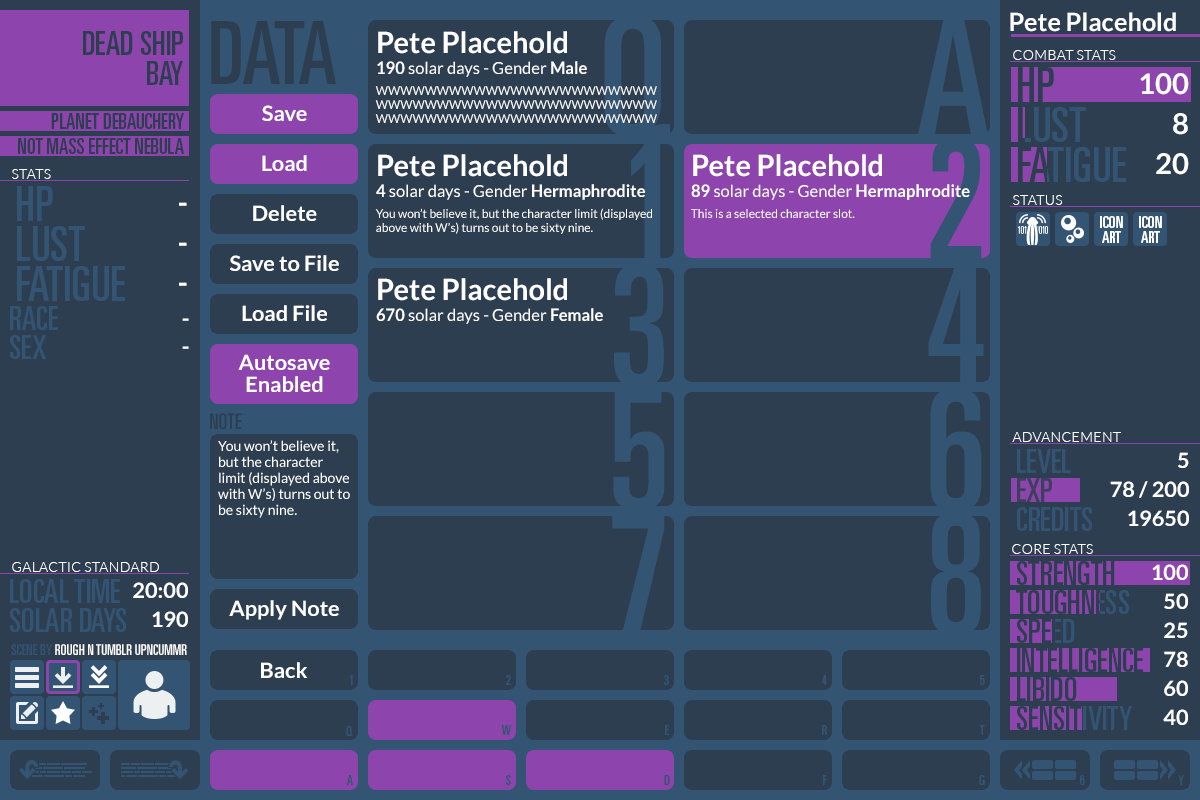 DEAD SHIP
BAY
PLANET DEBAUCHERY
NOT MASS EFFECT NEBULA
STATS
HP -
LUST -
FATIGUE -
RACE -
SEX -
GALACTIC STANDARD
LOCAL TIME 20:00
SOLAR DAYS 190
SCENE BY ROUGH N TUMBLR UPNCUMMR
DATA
Save
Load
Delete
Save to File
Load File
Autosave
Enabled
NOTE
You won't believe it,
but the character
limit (displayed above
with W's) turns out to
be sixty nine.
Apply Note
0
Pete Placehold
190 solar days - Gender Male
WWWWWWWWWWWWWWWWWWWWWWW
WWWWWWWWWWWWWWWWWWWWWWW
WWWWWWWWWWWWWWWWWWWWWWW
A
1
Pete Placehold
4 solar days - Gender Hermaphrodite
You won't believe it, but the character limit (displayed
above with W's) turns out to be sixty nine.
2
Pete Placehold
89 solar days - Gender Hermaphrodite
This is a selected character slot.
3
Pete Placehold
670 solar days - Gender Female
4
5
6
7
8
Back 1
2
3
4
5
Q
W
E
R
T
A
S
D
F
G
Pete Placehold
COMBAT STATS
HP 100
LUST 8
FATIGUE 20
STATUS
101 010
ICON
ART
ICON
ART
ADVANCEMENT
LEVEL 5
EXP 78 / 200
CREDITS 19650
CORE STATS
STRENGTH 100
TOUGHNESS 50
SPEED 25
INTELLIGENCE 78
LIBIDO 60
SENSITIVITY 40
Y